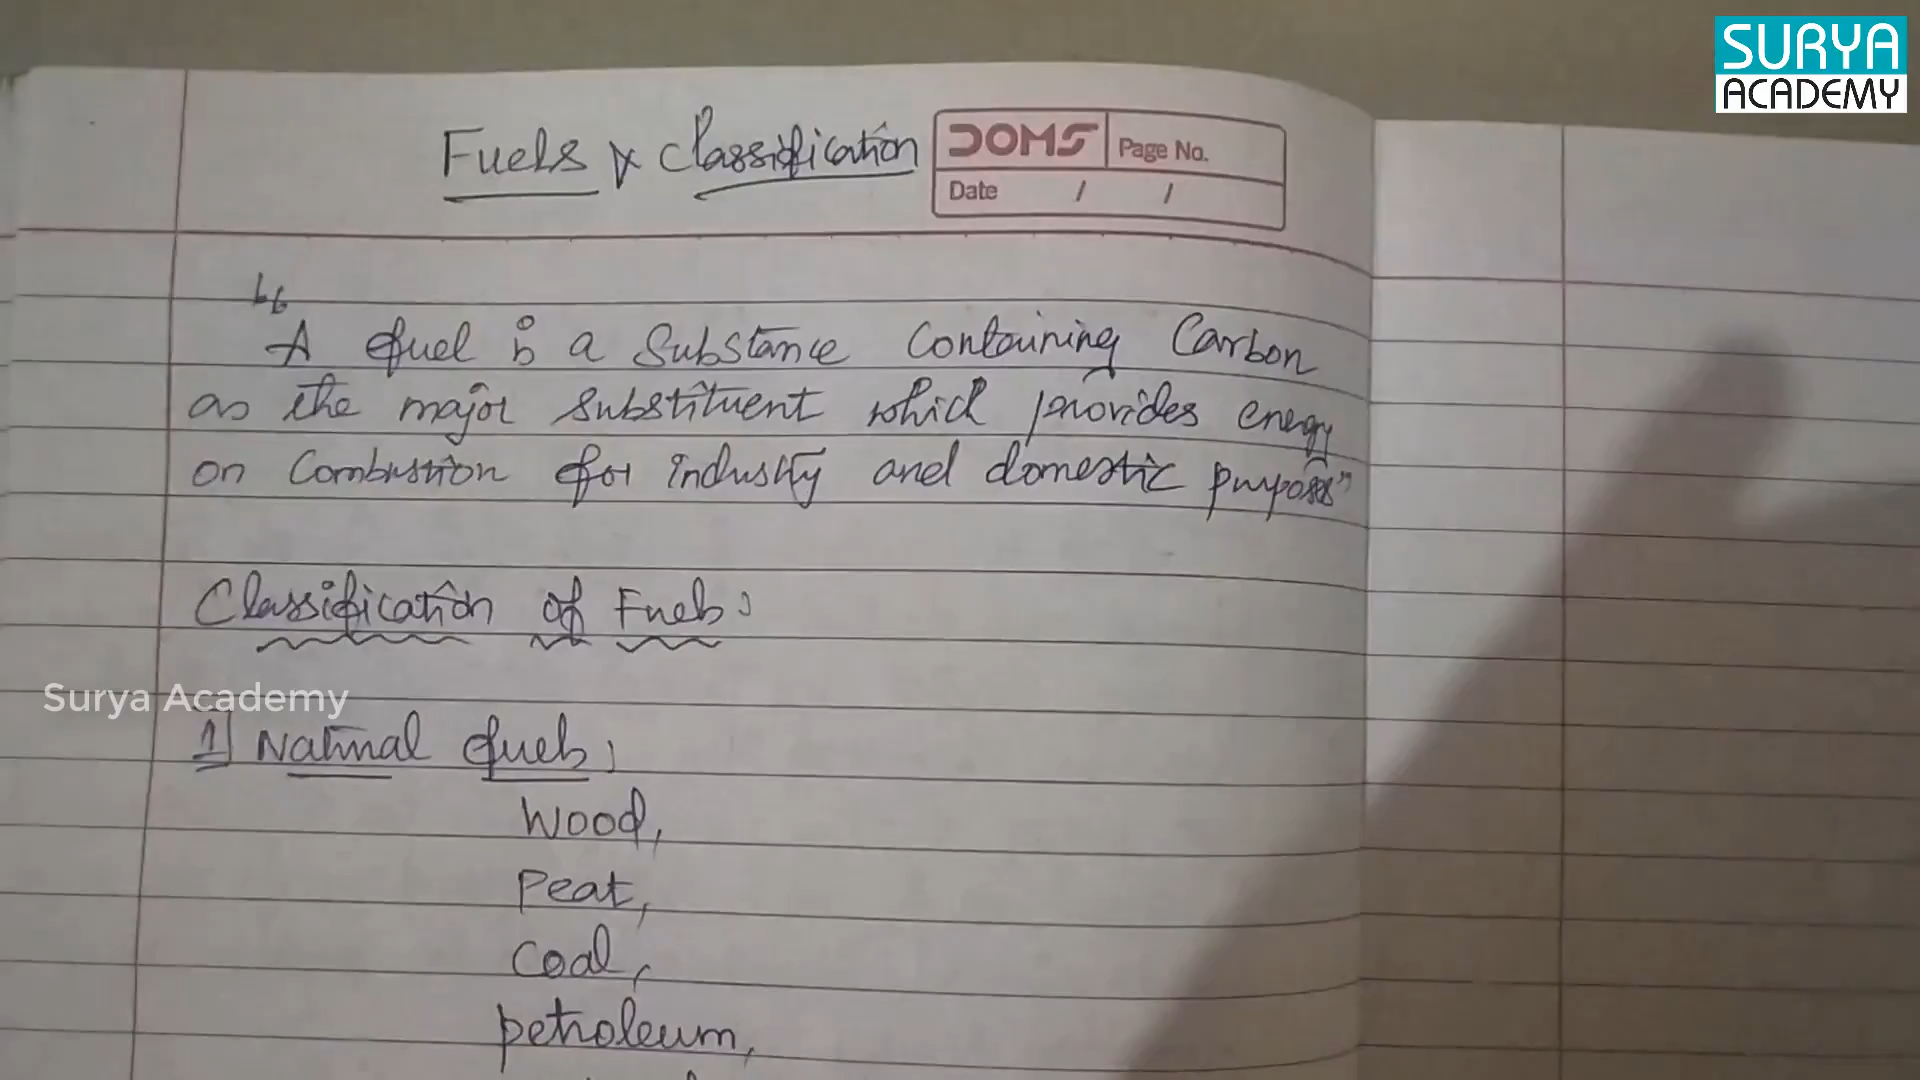 SURYA
ACADEMY
Fuels & Classification
DOMS Page No.
Date / /
"A fuel is a substance containing Carbon
as the major substituent which provides energy
on Combustion for industry and domestic purposes"
Classification of Fuels:
Surya Academy
1] Natural fuels:
Wood,
Peat,
Coal,
petroleum,